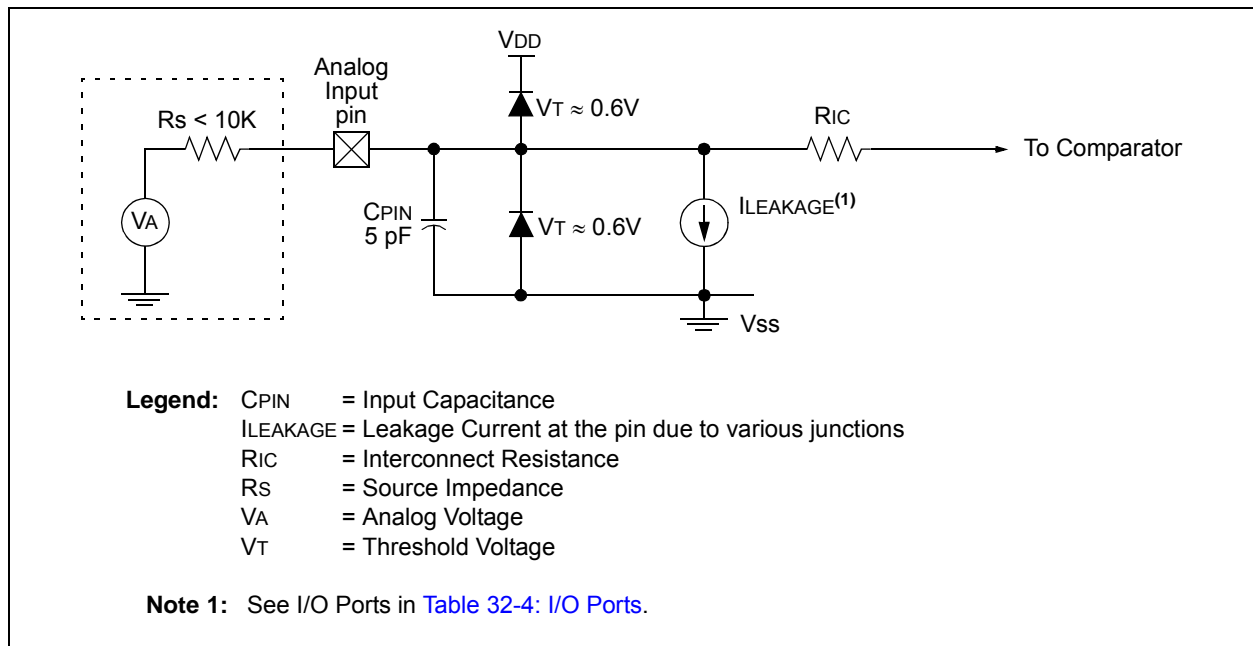 VDD
Analog
Input
pin
Rs < 10K
VT ≈ 0.6V
RIC
To Comparator
VA
CPIN
5 pF
VT ≈ 0.6V
ILEAKAGE(1)
Vss
Legend: CPIN = Input Capacitance
ILEAKAGE = Leakage Current at the pin due to various junctions
RIC = Interconnect Resistance
RS = Source Impedance
VA = Analog Voltage
VT = Threshold Voltage
Note 1: See I/O Ports in Table 32-4: I/O Ports.